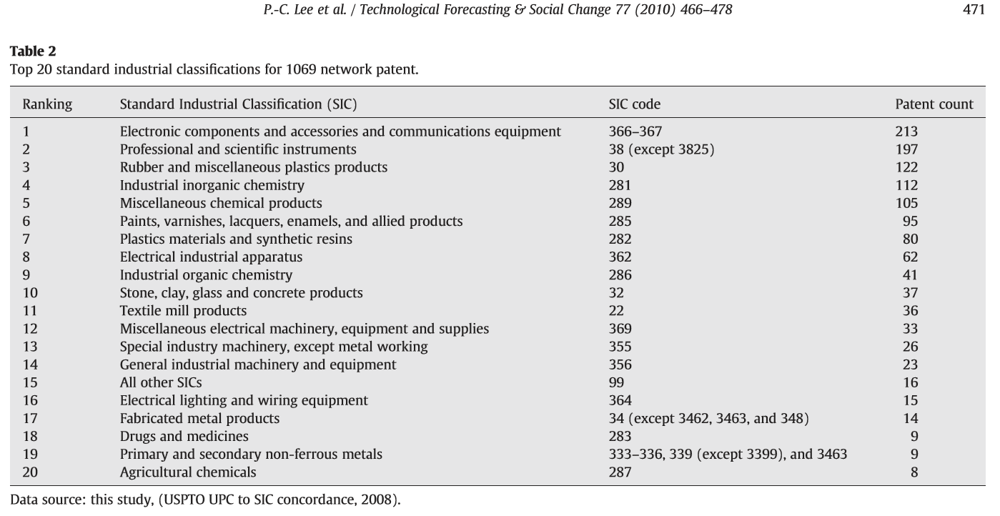 P.-C. Lee et al. / Technological Forecasting & Social Change 77 (2010) 466–478 471
Table 2
Top 20 standard industrial classifications for 1069 network patent.
Ranking Standard Industrial Classification (SIC) SIC code Patent count
1 Electronic components and accessories and communications equipment 366–367 213
2 Professional and scientific instruments 38 (except 3825) 197
3 Rubber and miscellaneous plastics products 30 122
4 Industrial inorganic chemistry 281 112
5 Miscellaneous chemical products 289 105
6 Paints, varnishes, lacquers, enamels, and allied products 285 95
7 Plastics materials and synthetic resins 282 80
8 Electrical industrial apparatus 362 62
9 Industrial organic chemistry 286 41
10 Stone, clay, glass and concrete products 32 37
11 Textile mill products 22 36
12 Miscellaneous electrical machinery, equipment and supplies 369 33
13 Special industry machinery, except metal working 355 26
14 General industrial machinery and equipment 356 23
15 All other SICs 99 16
16 Electrical lighting and wiring equipment 364 15
17 Fabricated metal products 34 (except 3462, 3463, and 348) 14
18 Drugs and medicines 283 9
19 Primary and secondary non-ferrous metals 333–336, 339 (except 3399), and 3463 9
20 Agricultural chemicals 287 8
Data source: this study, (USPTO UPC to SIC concordance, 2008).